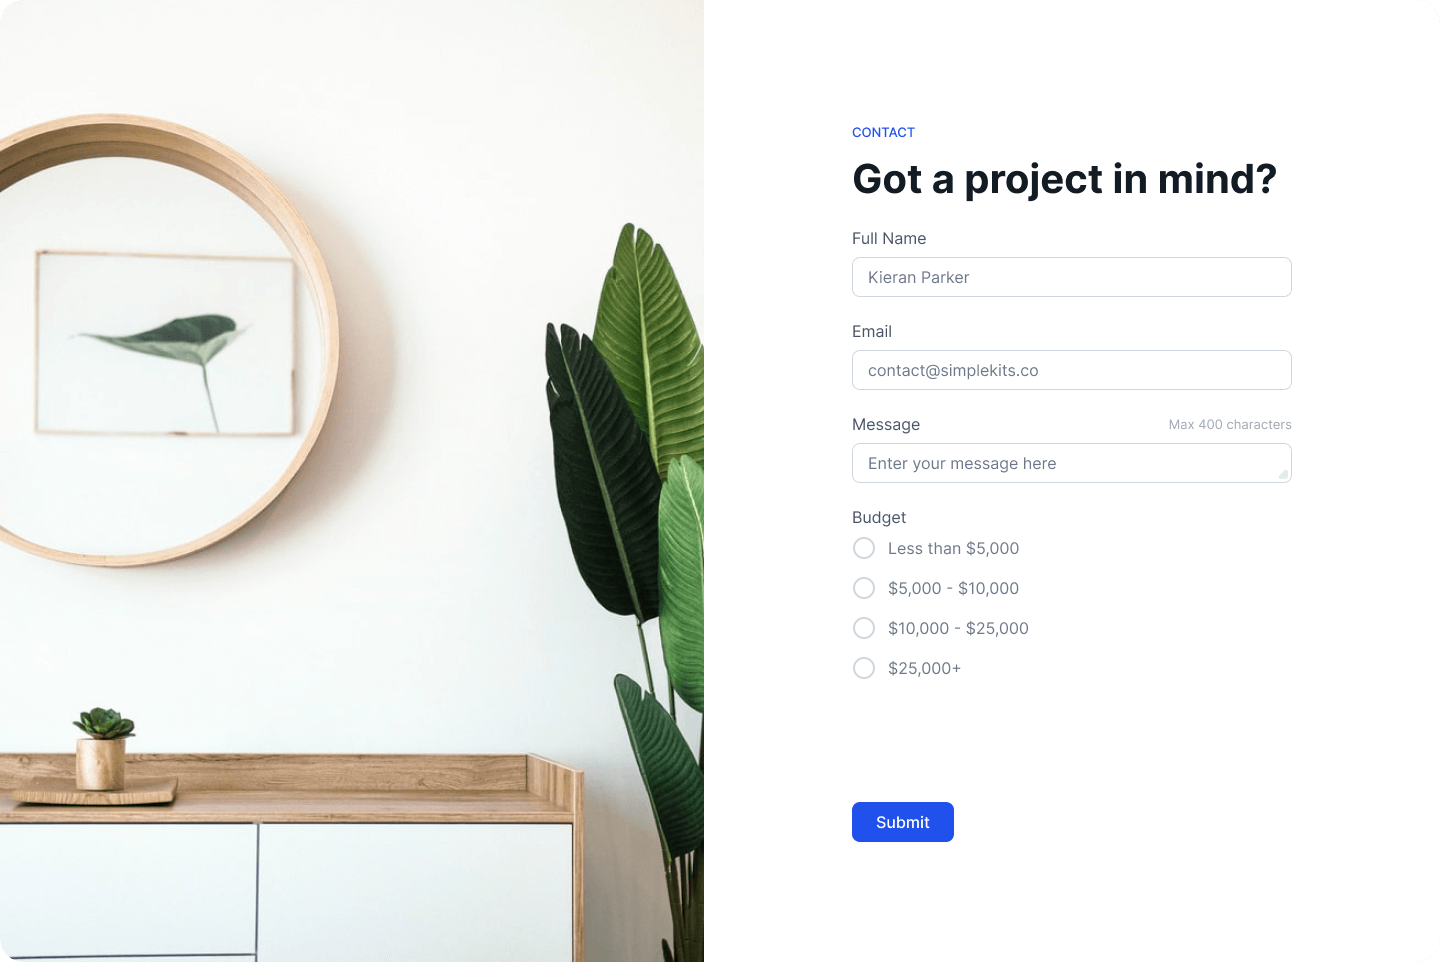 CONTACT
Got a project in mind?
Full Name
Kieran Parker
Email
contact@simplekits.co
Message Max 400 characters
Enter your message here
Budget
Less than $5,000
$5,000 - $10,000
$10,000 - $25,000
$25,000+
Submit